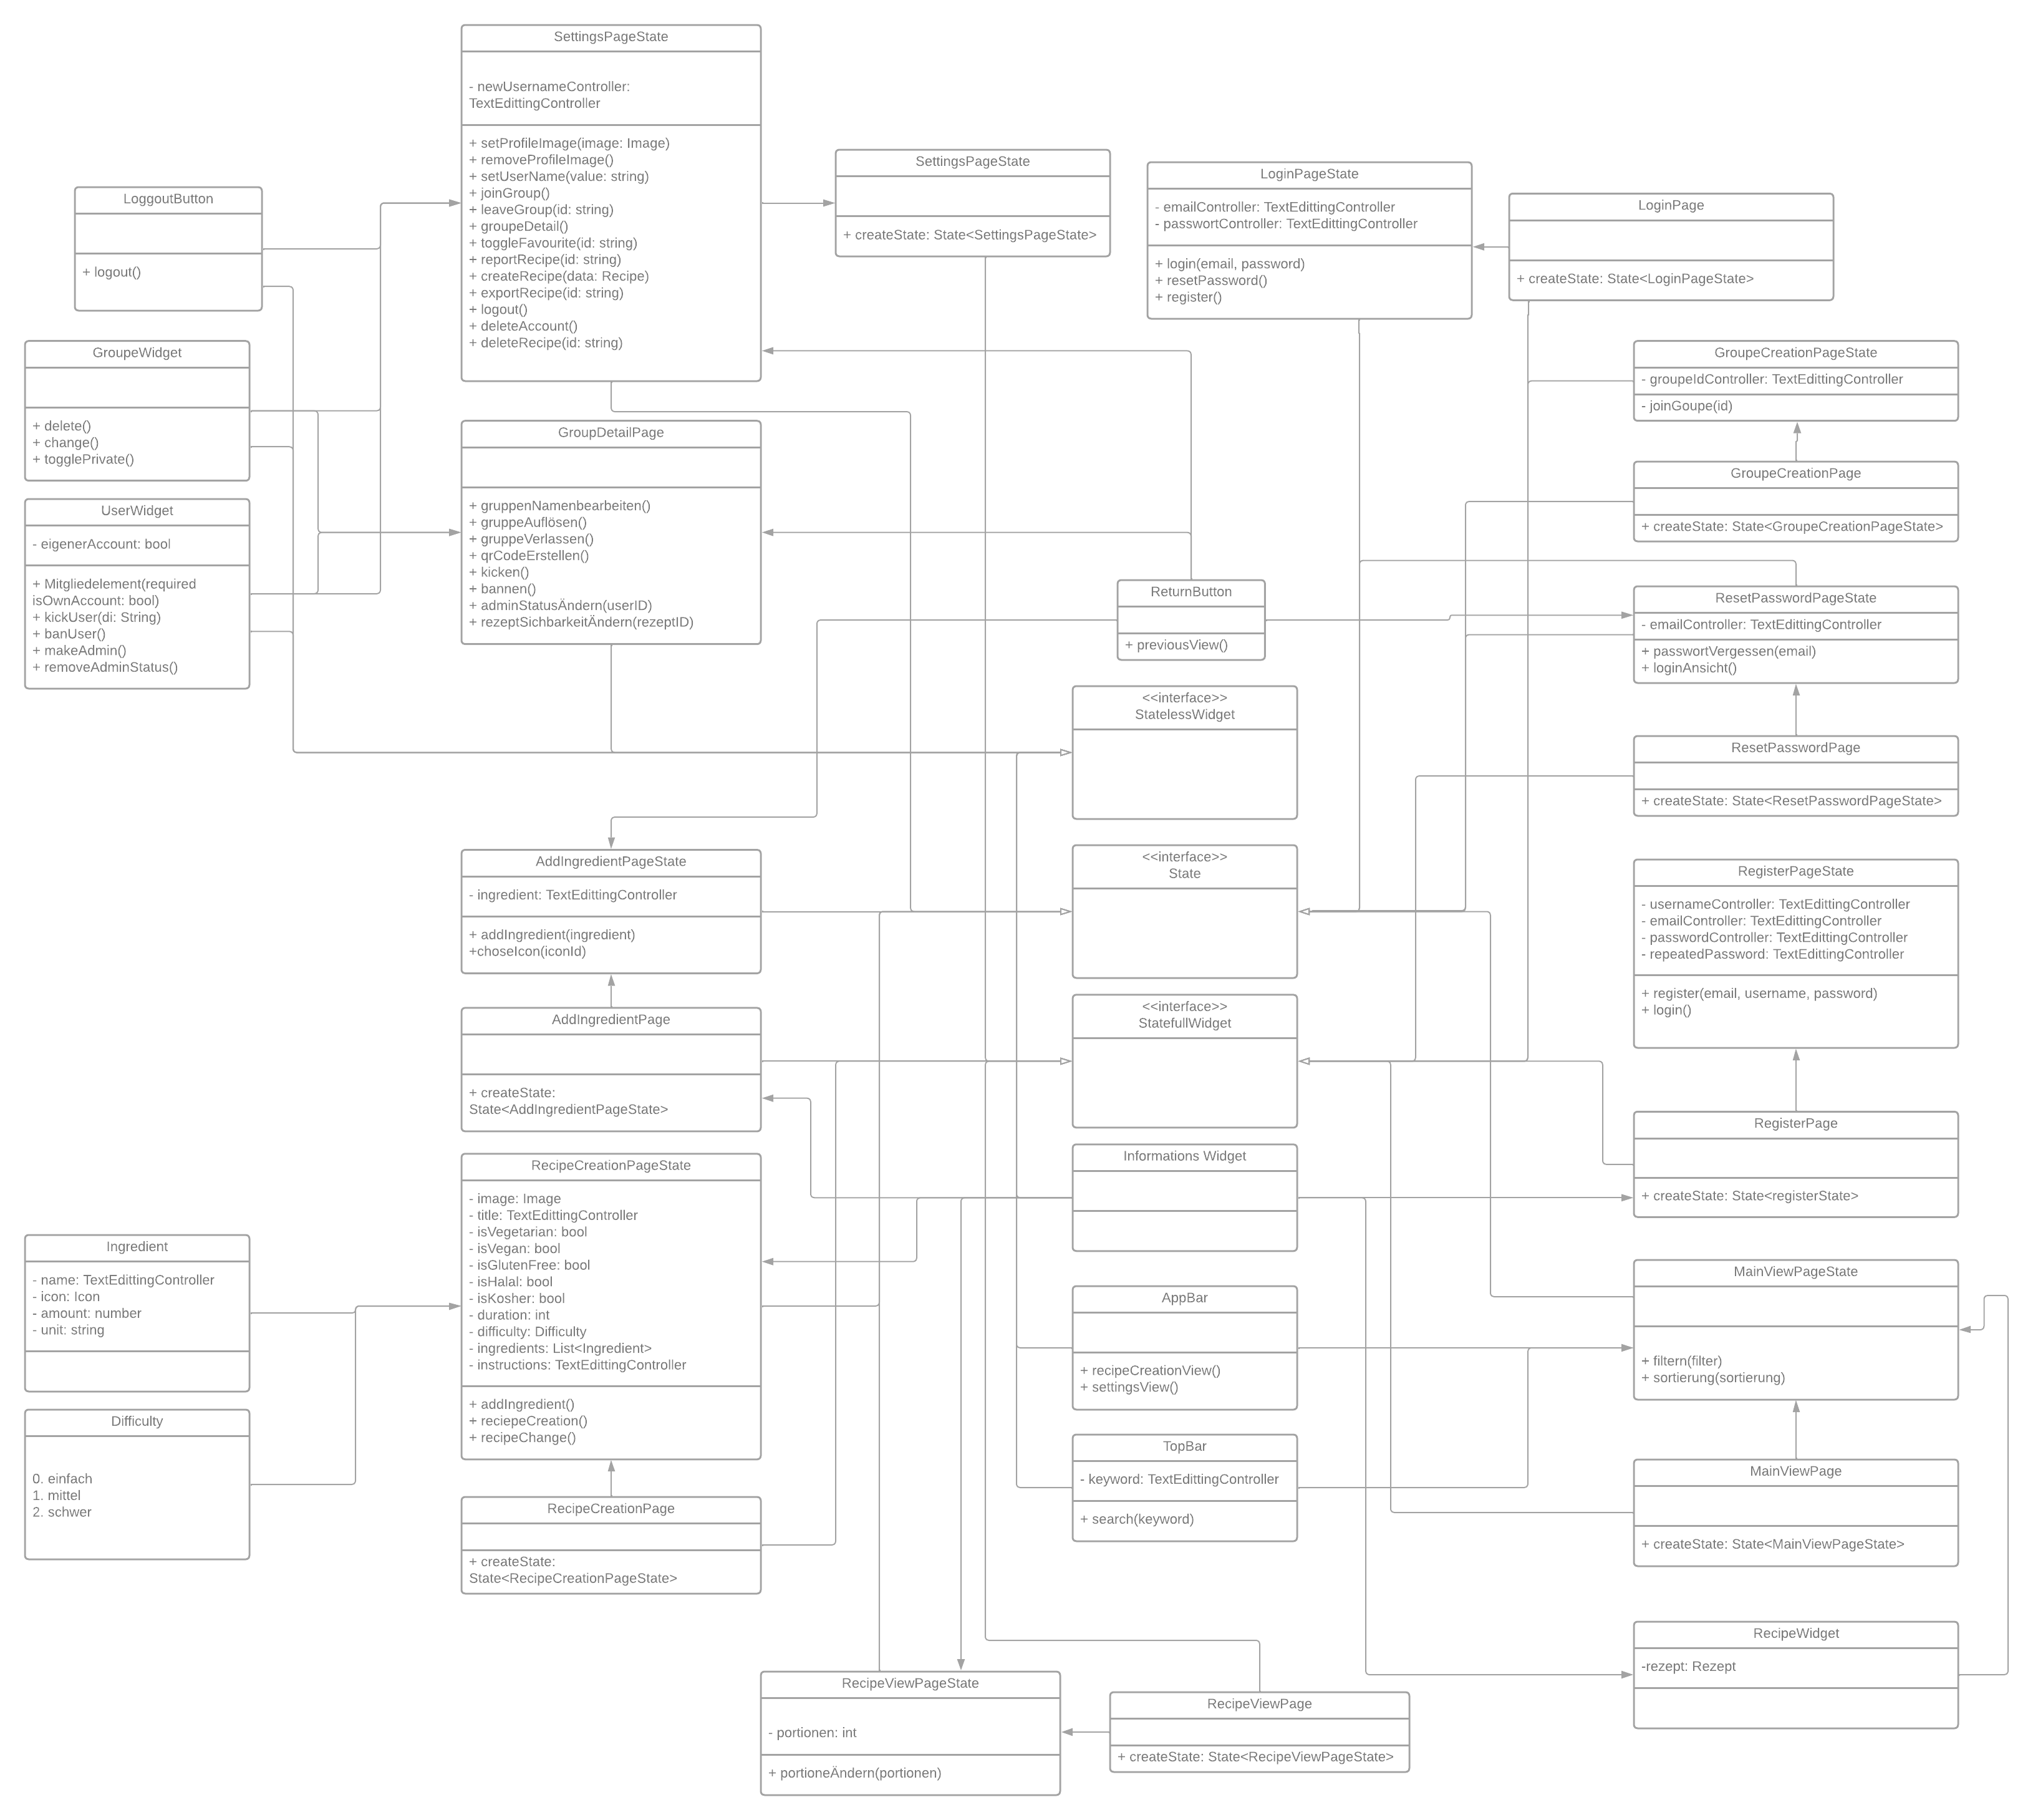 SettingsPageState
- newUsernameController:
TextEdittingController
+ setProfileImage(image: Image)
+ removeProfileImage()
+ setUserName(value: string)
+ joinGroup()
+ leaveGroup(id: string)
+ groupeDetail()
+ toggleFavourite(id: string)
+ reportRecipe(id: string)
+ createRecipe(data: Recipe)
+ exportRecipe(id: string)
+ logout()
+ deleteAccount()
+ deleteRecipe(id: string)
SettingsPageState
+ createState: State<SettingsPageState>
LoginPageState
- emailController: TextEdittingController
- passwortController: TextEdittingController
+ login(email, password)
+ resetPassword()
+ register()
LoginPage
+ createState: State<LoginPageState>
LoggoutButton
+ logout()
GroupeWidget
+ delete()
+ change()
+ togglePrivate()
UserWidget
- eigenerAccount: bool
+ Mitgliedelement(required
isOwnAccount: bool)
+ kickUser(di: String)
+ banUser()
+ makeAdmin()
+ removeAdminStatus()
GroupDetailPage
+ gruppenNamenbearbeiten()
+ gruppeAuflösen()
+ gruppeVerlassen()
+ qrCodeErstellen()
+ kicken()
+ bannen()
+ adminStatusÄndern(userID)
+ rezeptSichbarkeitÄndern(rezeptID)
GroupeCreationPageState
- groupeIdController: TextEdittingController
- joinGoupe(id)
GroupeCreationPage
+ createState: State<GroupeCreationPageState>
ReturnButton
+ previousView()
ResetPasswordPageState
- emailController: TextEdittingController
+ passwortVergessen(email)
+ loginAnsicht()
ResetPasswordPage
+ createState: State<ResetPasswordPageState>
<<interface>>
StatelessWidget
<<interface>>
State
<<interface>>
StatefullWidget
AddIngredientPageState
- ingredient: TextEdittingController
+ addIngredient(ingredient)
+choseIcon(iconId)
AddIngredientPage
+ createState:
State<AddIngredientPageState>
RegisterPageState
- usernameController: TextEdittingController
- emailController: TextEdittingController
- passwordController: TextEdittingController
- repeatedPassword: TextEdittingController
+ register(email, username, password)
+ login()
RegisterPage
+ createState: State<registerState>
Informations Widget
RecipeCreationPageState
- image: Image
- title: TextEdittingController
- isVegetarian: bool
- isVegan: bool
- isGlutenFree: bool
- isHalal: bool
- isKosher: bool
- duration: int
- difficulty: Difficulty
- ingredients: List<Ingredient>
- instructions: TextEdittingController
+ addIngredient()
+ reciepeCreation()
+ recipeChange()
Ingredient
- name: TextEdittingController
- icon: Icon
- amount: number
- unit: string
Difficulty
0. einfach
1. mittel
2. schwer
RecipeCreationPage
+ createState:
State<RecipeCreationPageState>
AppBar
+ recipeCreationView()
+ settingsView()
TopBar
- keyword: TextEdittingController
+ search(keyword)
MainViewPageState
+ filtern(filter)
+ sortierung(sortierung)
MainViewPage
+ createState: State<MainViewPageState>
RecipeWidget
-rezept: Rezept
RecipeViewPageState
- portionen: int
+ portioneÄndern(portionen)
RecipeViewPage
+ createState: State<RecipeViewPageState>